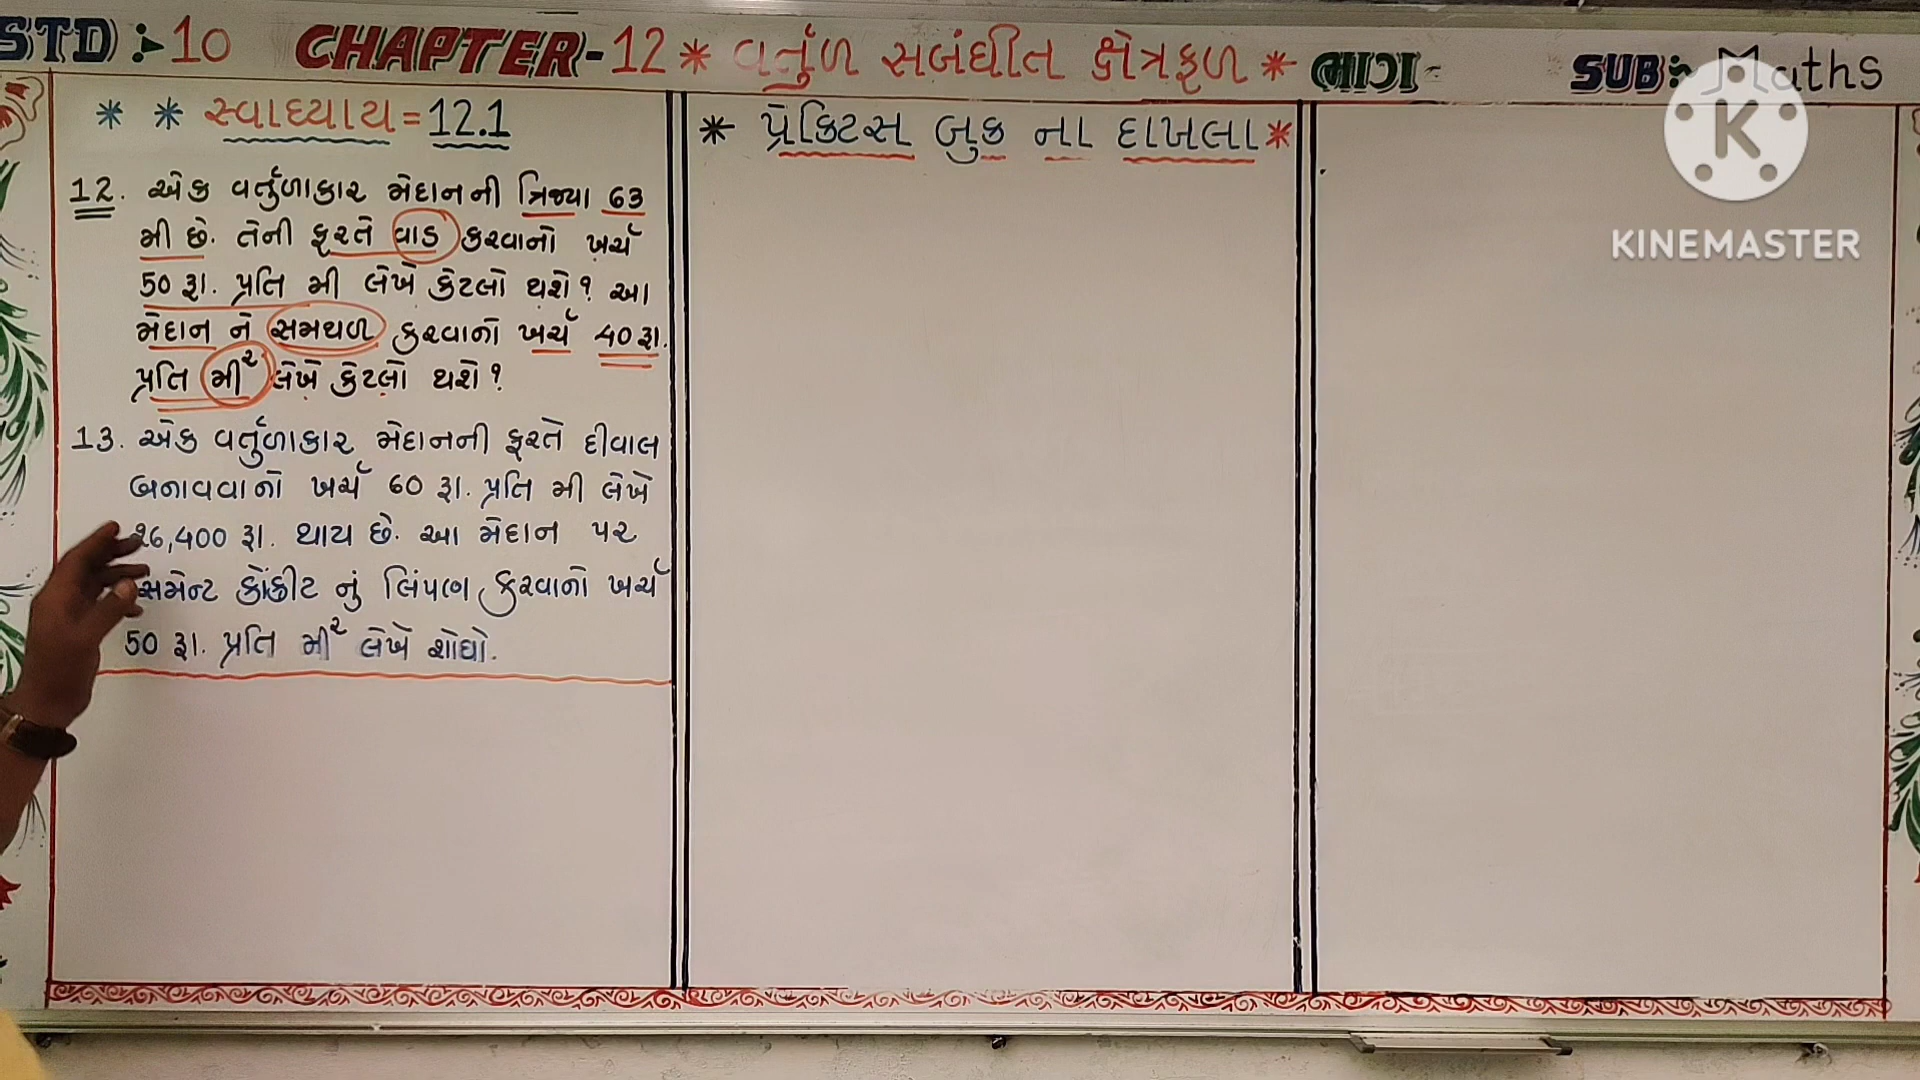 STD :- 10 CHAPTER-12 * વર્તુળ સબંધીત ક્ષેત્રફળ * ભાગ - SUB :- Maths
* * સ્વાધ્યાય = 12.1
12. એક વર્તુળાકાર મેદાનની ત્રિજ્યા 63
મી છે. તેની ફરતે વાડ કરવાનો ખર્ચ
50 રૂા. પ્રતિ મી લેખે કેટલો થશે? આ
મેદાન ને સમથળ કરવાનો ખર્ચ 40 રૂા.
પ્રતિ મી² લેખે કેટલો થશે?
13. એક વર્તુળાકાર મેદાનની ફરતે દીવાલ
બનાવવાનો ખર્ચ 60 રૂા. પ્રતિ મી લેખે
26,400 રૂા. થાય છે. આ મેદાન પર
સિમેન્ટ કોંક્રીટ નું લિંપણ કરવાનો ખર્ચ
50 રૂા. પ્રતિ મી² લેખે શોધો.
* પ્રેક્ટિસ બુક ના દાખલા *
K
KINEMASTER